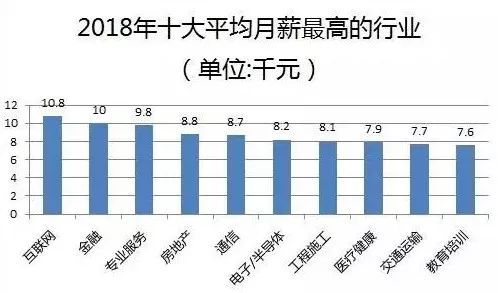 2018年十大平均月薪最高的行业
（单位:千元）
12
10
8
6
4
2
0
10.8
10
9.8
8.8
8.7
8.2
8.1
7.9
7.7
7.6
互联网
金融
专业服务
房地产
通信
电子/半导体
工程施工
医疗健康
交通运输
教育培训